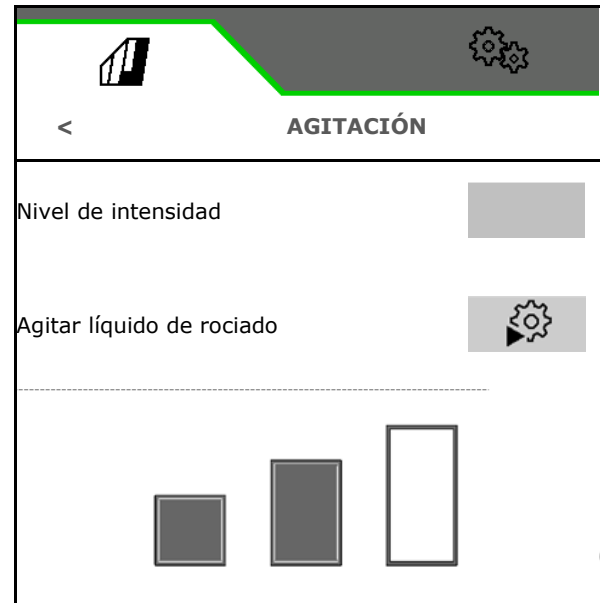 < AGITACIÓN
Nivel de intensidad
Agitar líquido de rociado